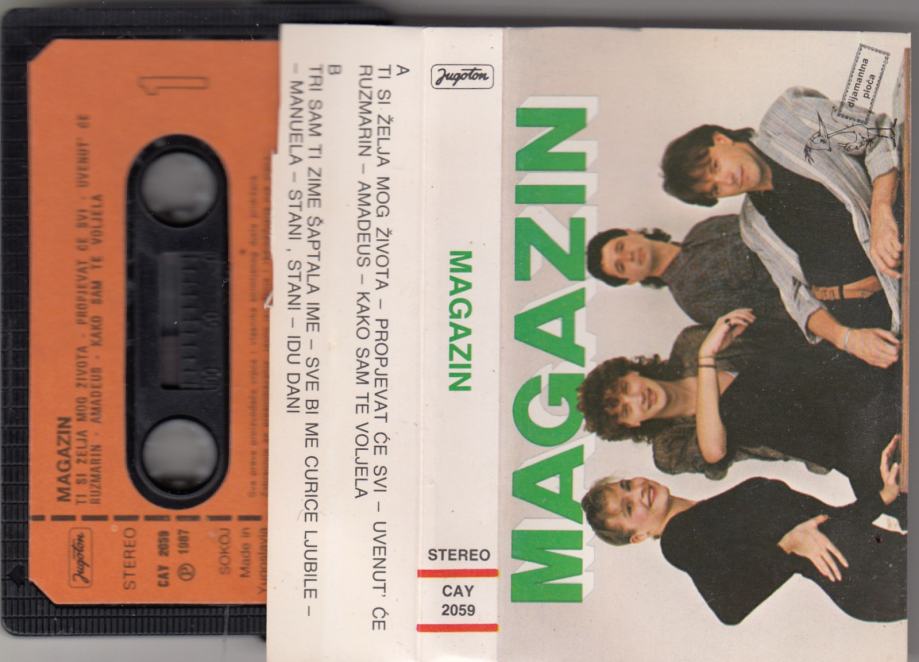 1
MAGAZIN
TI SI ŽELJA MOG ŽIVOTA · PROPJEVAT ĆE SVI · UVENUT' ĆE
RUZMARIN · AMADEUS · KAKO SAM TE VOLJELA
Jugoton
STEREO
CAY 2059
Ⓟ 1987
SOKOJ
Made in
Yugoslavia
A
TI SI ŽELJA MOG ŽIVOTA – PROPJEVAT ĆE SVI – UVENUT' ĆE
RUZMARIN – AMADEUS – KAKO SAM TE VOLJELA
B
TRI SAM TI ZIME ŠAPTALA IME – SVE BI ME CURICE LJUBILE –
– MANUELA – STANI , STANI – IDU DANI
Jugoton
MAGAZIN
STEREO
CAY
2059
MAGAZIN
dijamantna
ploča